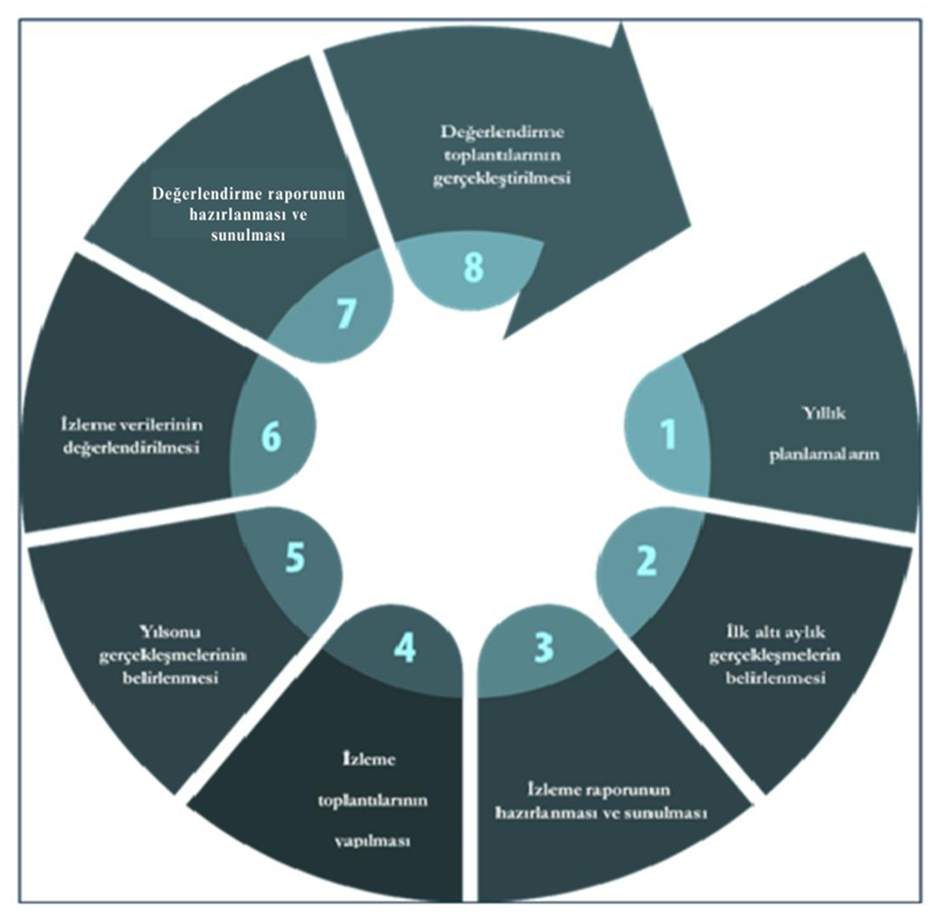 1
Yıllık
planlamaların
2
İlk altı aylık
gerçekleşmelerin
belirlenmesi
3
İzleme raporunun
hazırlanması ve sunulması
4
İzleme
toplantılarının
yapılması
5
Yılsonu
gerçekleşmelerinin
belirlenmesi
6
İzleme verilerinin
değerlendirilmesi
7
Değerlendirme raporunun
hazırlanması ve
sunulması
8
Değerlendirme
toplantılarının
gerçekleştirilmesi